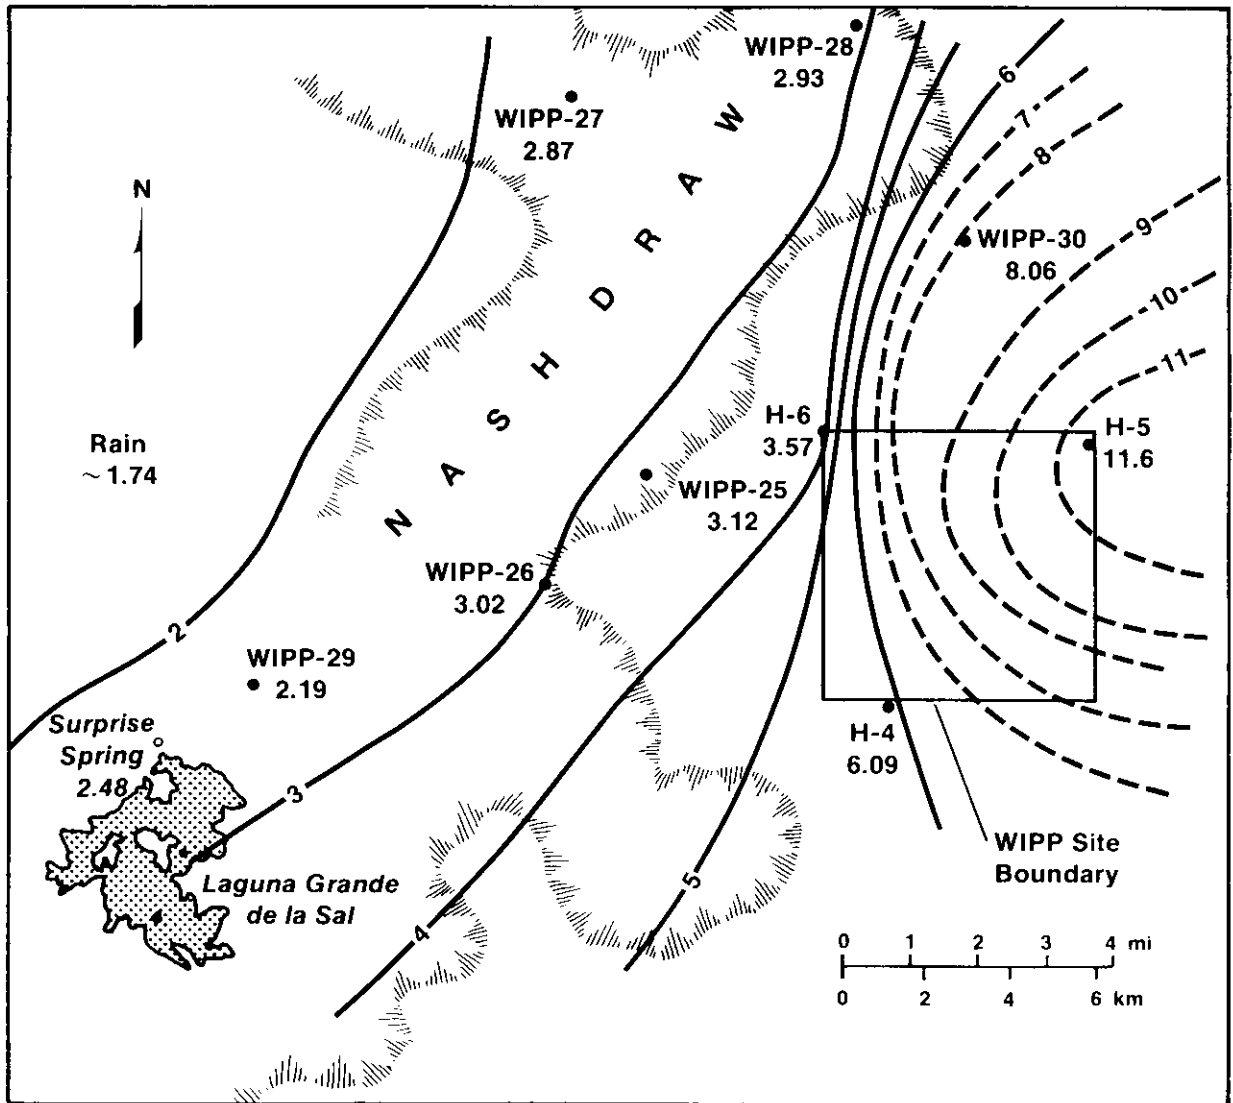 WIPP-28
2.93
6
WIPP-27
2.87
7
8
N
NASH DRAW
9
WIPP-30
8.06
10
11
Rain
~1.74
H-6
3.57
H-5
11.6
WIPP-25
3.12
WIPP-26
3.02
2
WIPP-29
2.19
Surprise
Spring
2.48
H-4
6.09
3
WIPP Site
Boundary
Laguna Grande
de la Sal
5
4
0 1 2 3 4 mi
0 2 4 6 km